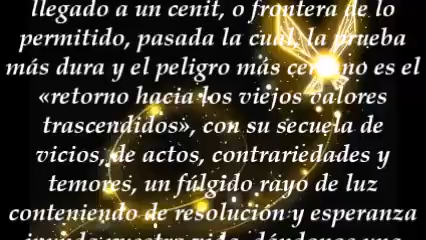 llegado a un cenit, o frontera de lo
permitido, pasada la cual, la prueba
más dura y el peligro más cercano es el
«retorno hacia los viejos valores
trascendidos», con su secuela de
vicios, de actos, contrariedades y
temores, un fúlgido rayo de luz
conteniendo de resolución y esperanza